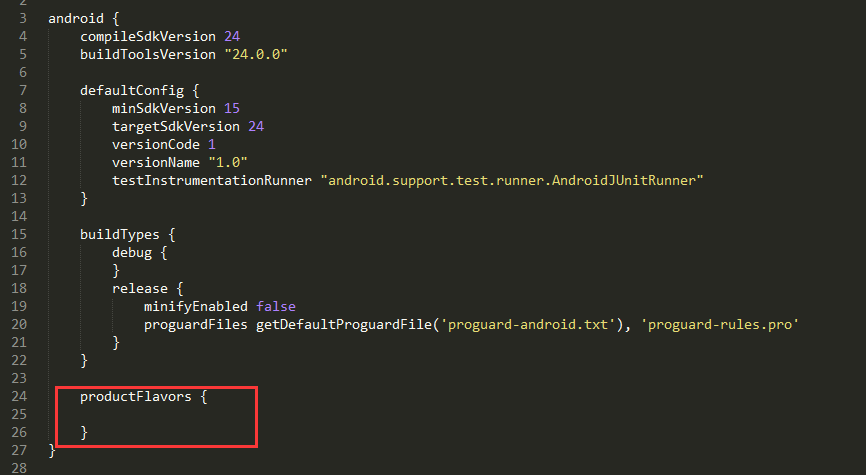 2
3 android {
4 compileSdkVersion 24
5 buildToolsVersion "24.0.0"
6
7 defaultConfig {
8 minSdkVersion 15
9 targetSdkVersion 24
10 versionCode 1
11 versionName "1.0"
12 testInstrumentationRunner "android.support.test.runner.AndroidJUnitRunner"
13 }
14
15 buildTypes {
16 debug {
17 }
18 release {
19 minifyEnabled false
20 proguardFiles getDefaultProguardFile('proguard-android.txt'), 'proguard-rules.pro'
21 }
22 }
23
24 productFlavors {
25
26 }
27 }
28